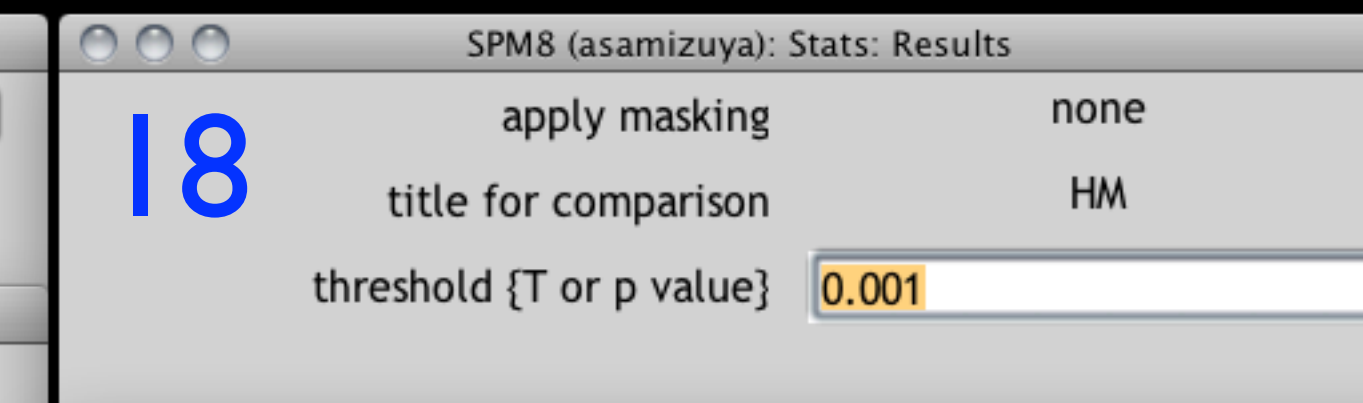 SPM8 (asamizuya): Stats: Results
18
apply masking none
title for comparison HM
threshold {T or p value} 0.001